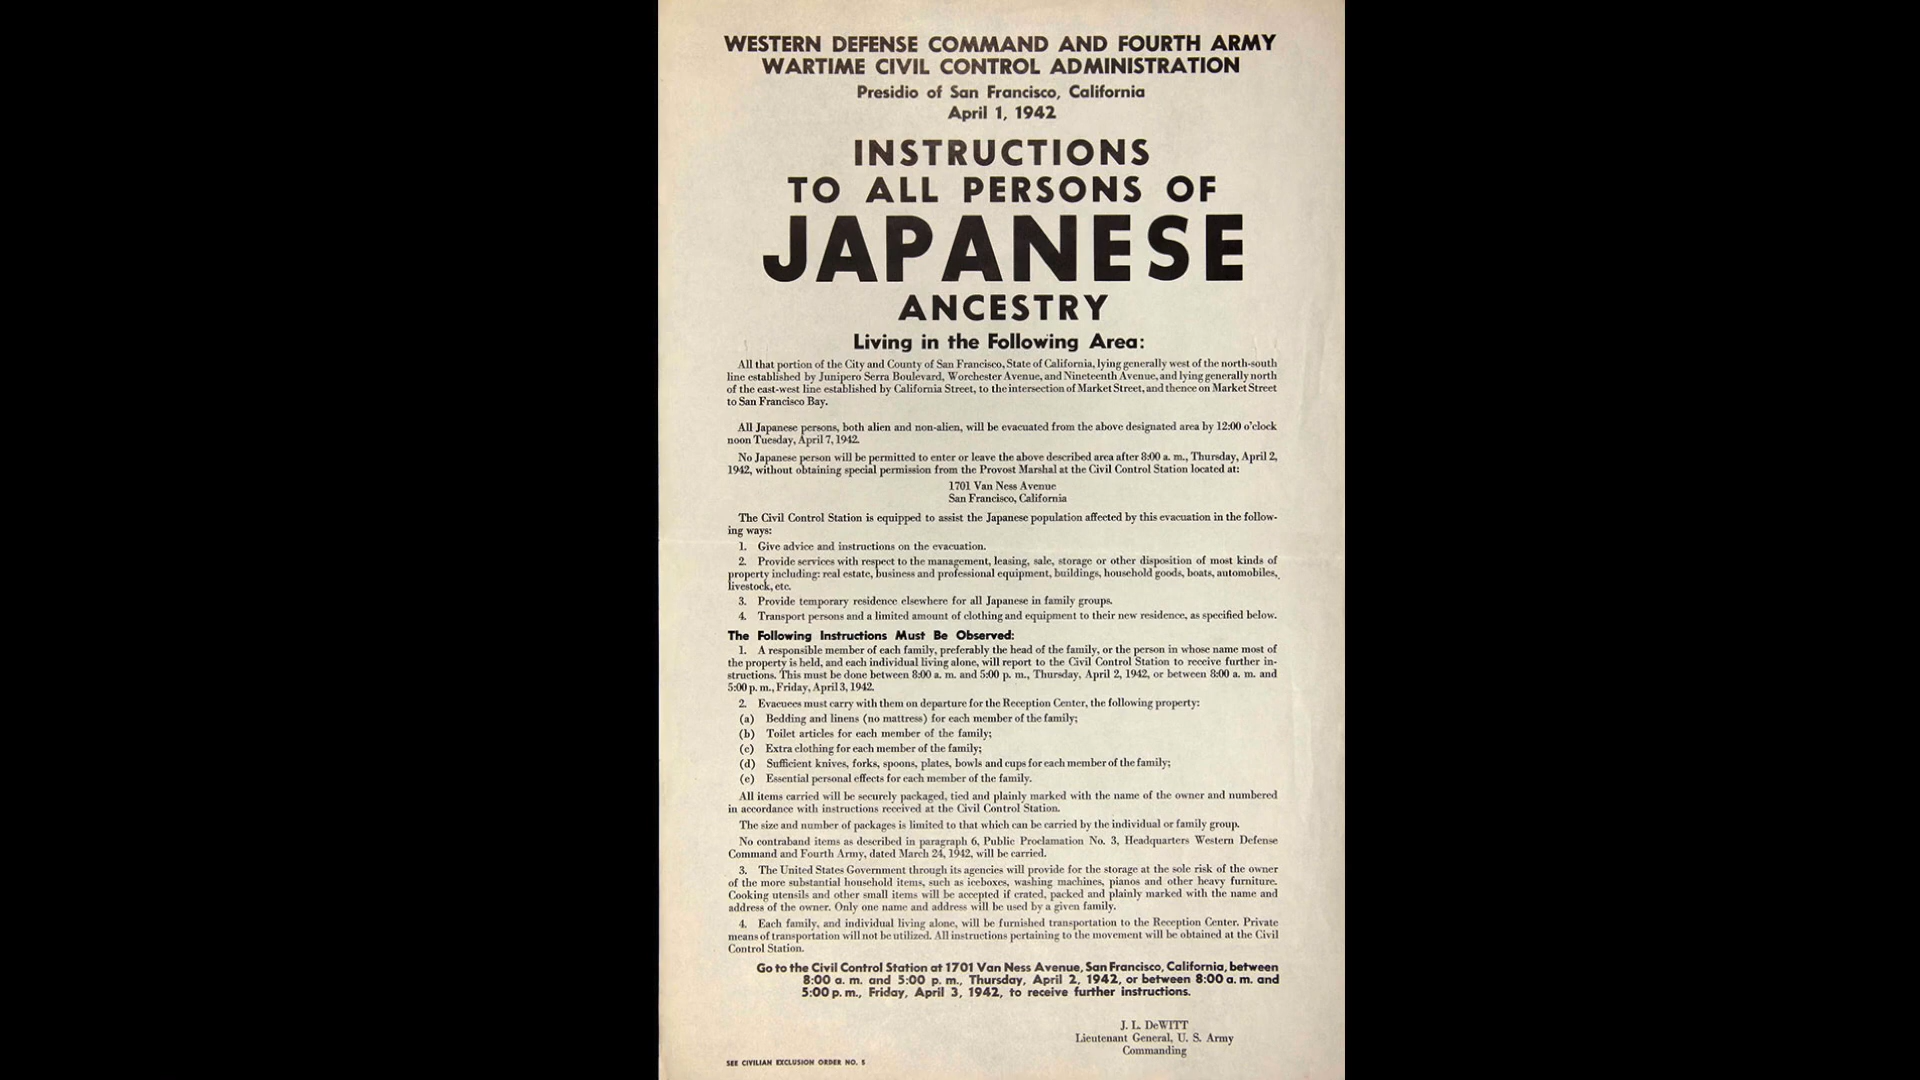 WESTERN DEFENSE COMMAND AND FOURTH ARMY
WARTIME CIVIL CONTROL ADMINISTRATION
Presidio of San Francisco, California
April 1, 1942
INSTRUCTIONS
TO ALL PERSONS OF
JAPANESE
ANCESTRY
Living in the Following Area:
All that portion of the City and County of San Francisco, State of California, lying generally west of the north-south
line established by Junipero Serra Boulevard, Worchester Avenue, and Nineteenth Avenue, and lying generally north
of the east-west line established by California Street, to the intersection of Market Street, and thence on Market Street
to San Francisco Bay.
All Japanese persons, both alien and non-alien, will be evacuated from the above designated area by 12:00 o'clock
noon Tuesday, April 7, 1942.
No Japanese person will be permitted to enter or leave the above described area after 8:00 a. m., Thursday, April 2,
1942, without obtaining special permission from the Provost Marshal at the Civil Control Station located at:
1701 Van Ness Avenue
San Francisco, California
The Civil Control Station is equipped to assist the Japanese population affected by this evacuation in the follow-
ing ways:
1. Give advice and instructions on the evacuation.
2. Provide services with respect to the management, leasing, sale, storage or other disposition of most kinds of
property including: real estate, business and professional equipment, buildings, household goods, boats, automobiles,
livestock, etc.
3. Provide temporary residence elsewhere for all Japanese in family groups.
4. Transport persons and a limited amount of clothing and equipment to their new residence, as specified below.
The Following Instructions Must Be Observed:
1. A responsible member of each family, preferably the head of the family, or the person in whose name most of
the property is held, and each individual living alone, will report to the Civil Control Station to receive further in-
structions. This must be done between 8:00 a. m. and 5:00 p. m., Thursday, April 2, 1942, or between 8:00 a. m. and
5:00 p. m., Friday, April 3, 1942.
2. Evacuees must carry with them on departure for the Reception Center, the following property:
(a) Bedding and linens (no mattress) for each member of the family;
(b) Toilet articles for each member of the family;
(c) Extra clothing for each member of the family;
(d) Sufficient knives, forks, spoons, plates, bowls and cups for each member of the family;
(e) Essential personal effects for each member of the family.
All items carried will be securely packaged, tied and plainly marked with the name of the owner and numbered
in accordance with instructions received at the Civil Control Station.
The size and number of packages is limited to that which can be carried by the individual or family group.
No contraband items as described in paragraph 6, Public Proclamation No. 3, Headquarters Western Defense
Command and Fourth Army, dated March 24, 1942, will be carried.
3. The United States Government through its agencies will provide for the storage at the sole risk of the owner
of the more substantial household items, such as iceboxes, washing machines, pianos and other heavy furniture.
Cooking utensils and other small items will be accepted if crated, packed and plainly marked with the name and
address of the owner. Only one name and address will be used by a given family.
4. Each family, and individual living alone, will be furnished transportation to the Reception Center. Private
means of transportation will not be utilized. All instructions pertaining to the movement will be obtained at the Civil
Control Station.
Go to the Civil Control Station at 1701 Van Ness Avenue, San Francisco, California, between
8:00 a. m. and 5:00 p. m., Thursday, April 2, 1942, or between 8:00 a. m. and
5:00 p. m., Friday, April 3, 1942, to receive further instructions.
J. L. DeWITT
Lieutenant General, U. S. Army
Commanding
SEE CIVILIAN EXCLUSION ORDER NO. 5